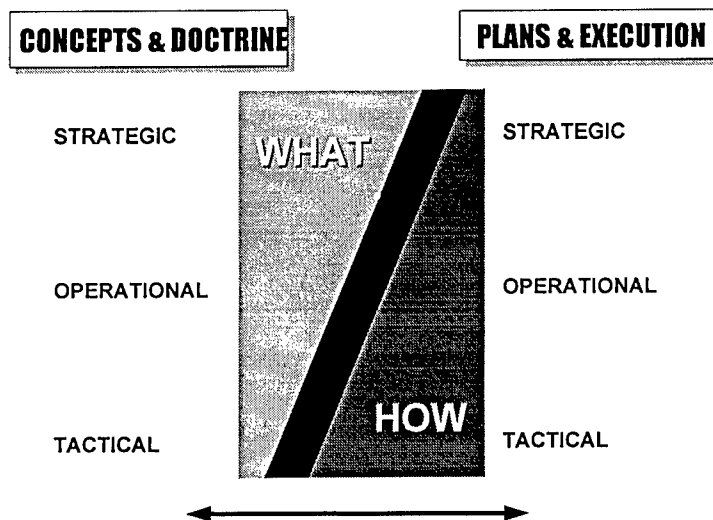 CONCEPTS & DOCTRINE
PLANS & EXECUTION
STRATEGIC
WHAT
STRATEGIC
OPERATIONAL
OPERATIONAL
HOW
TACTICAL
TACTICAL